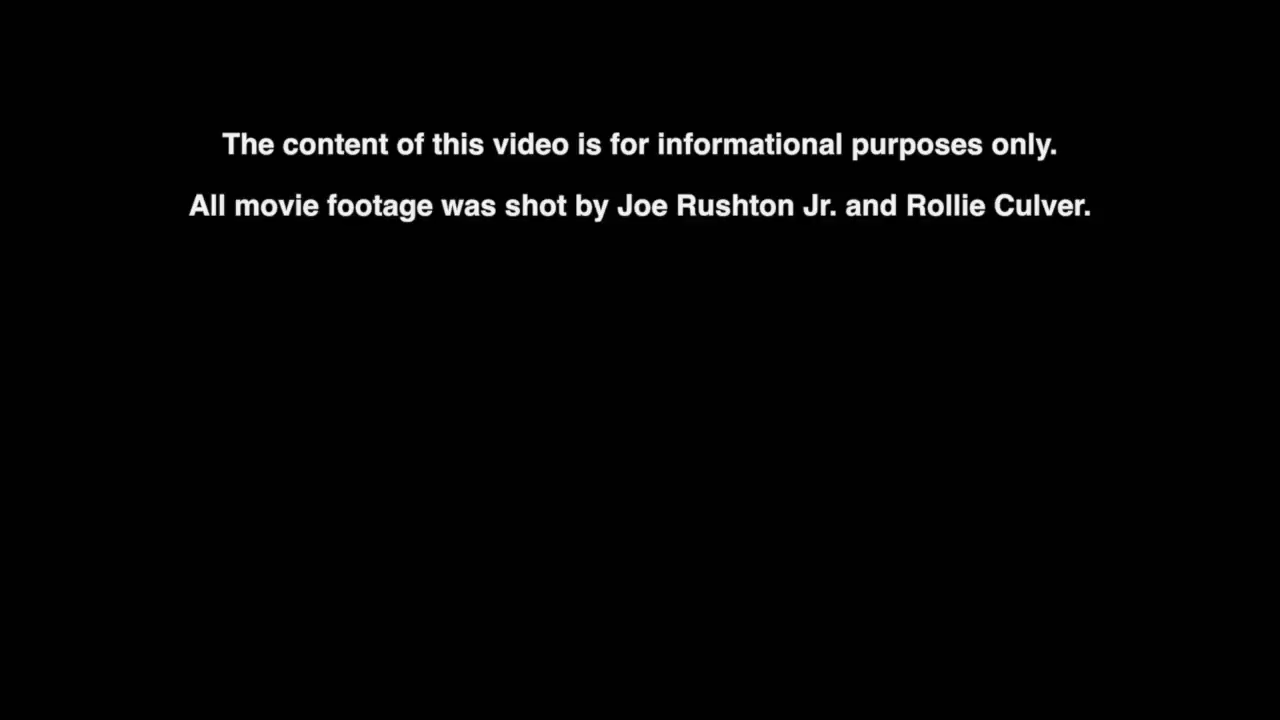 The content of this video is for informational purposes only.
All movie footage was shot by Joe Rushton Jr. and Rollie Culver.